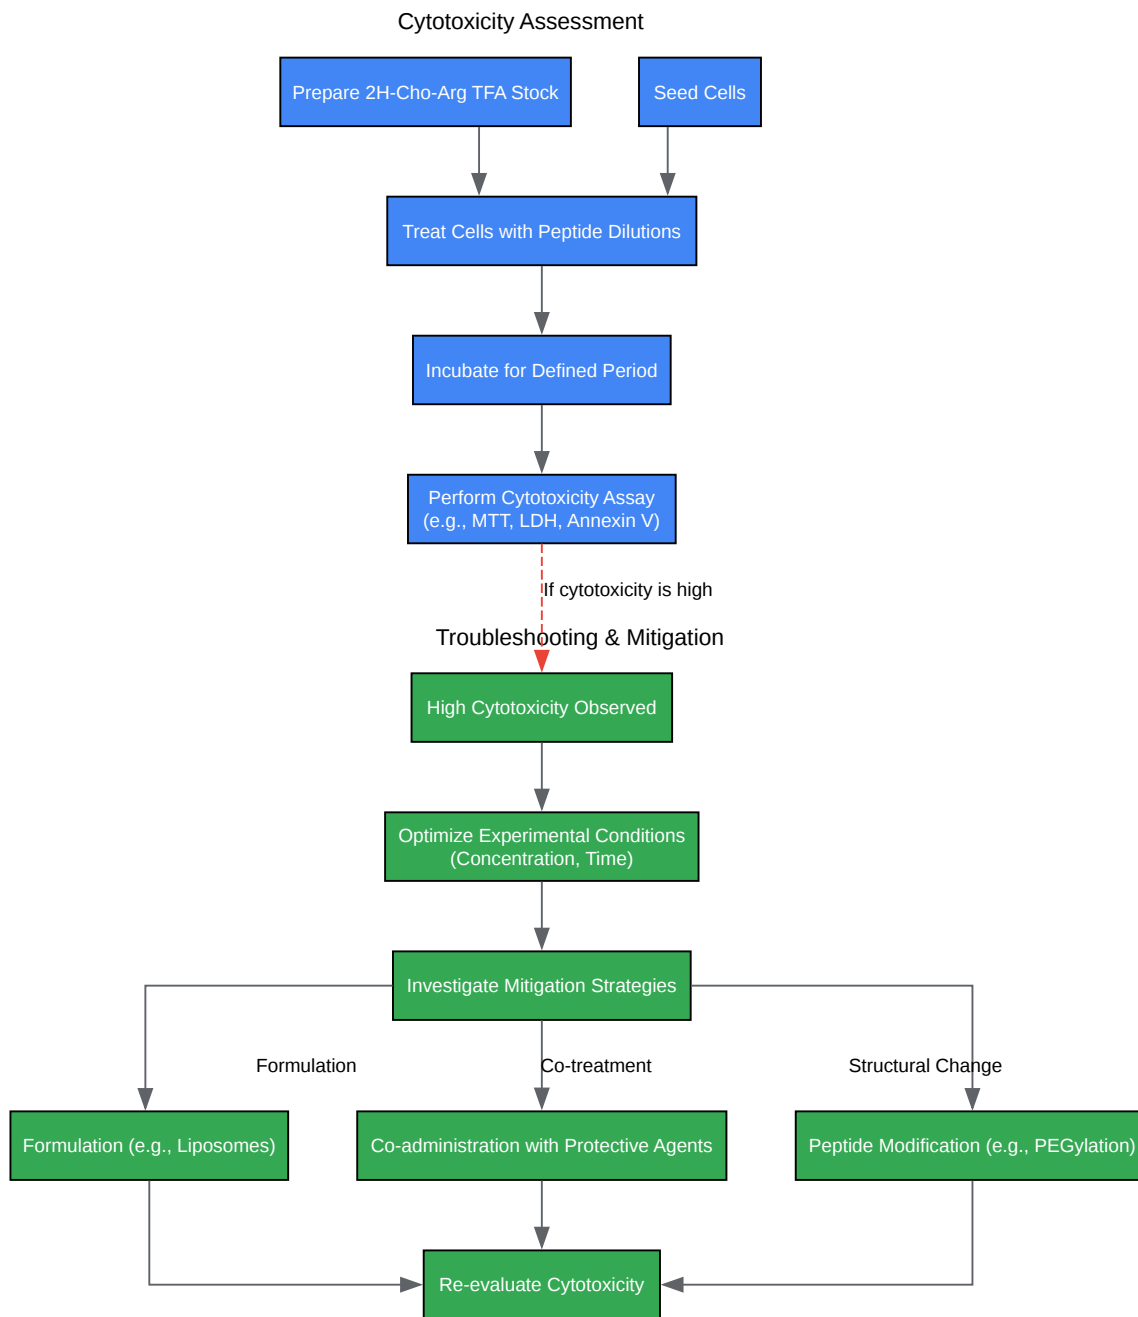 Cytotoxicity Assessment
Prepare 2H-Cho-Arg TFA Stock
Seed Cells
Treat Cells with Peptide Dilutions
Incubate for Defined Period
Perform Cytotoxicity Assay
(e.g., MTT, LDH, Annexin V)
If cytotoxicity is high
Troubleshooting & Mitigation
High Cytotoxicity Observed
Optimize Experimental Conditions
(Concentration, Time)
Investigate Mitigation Strategies
Formulation
Co-treatment
Structural Change
Formulation (e.g., Liposomes)
Co-administration with Protective Agents
Peptide Modification (e.g., PEGylation)
Re-evaluate Cytotoxicity